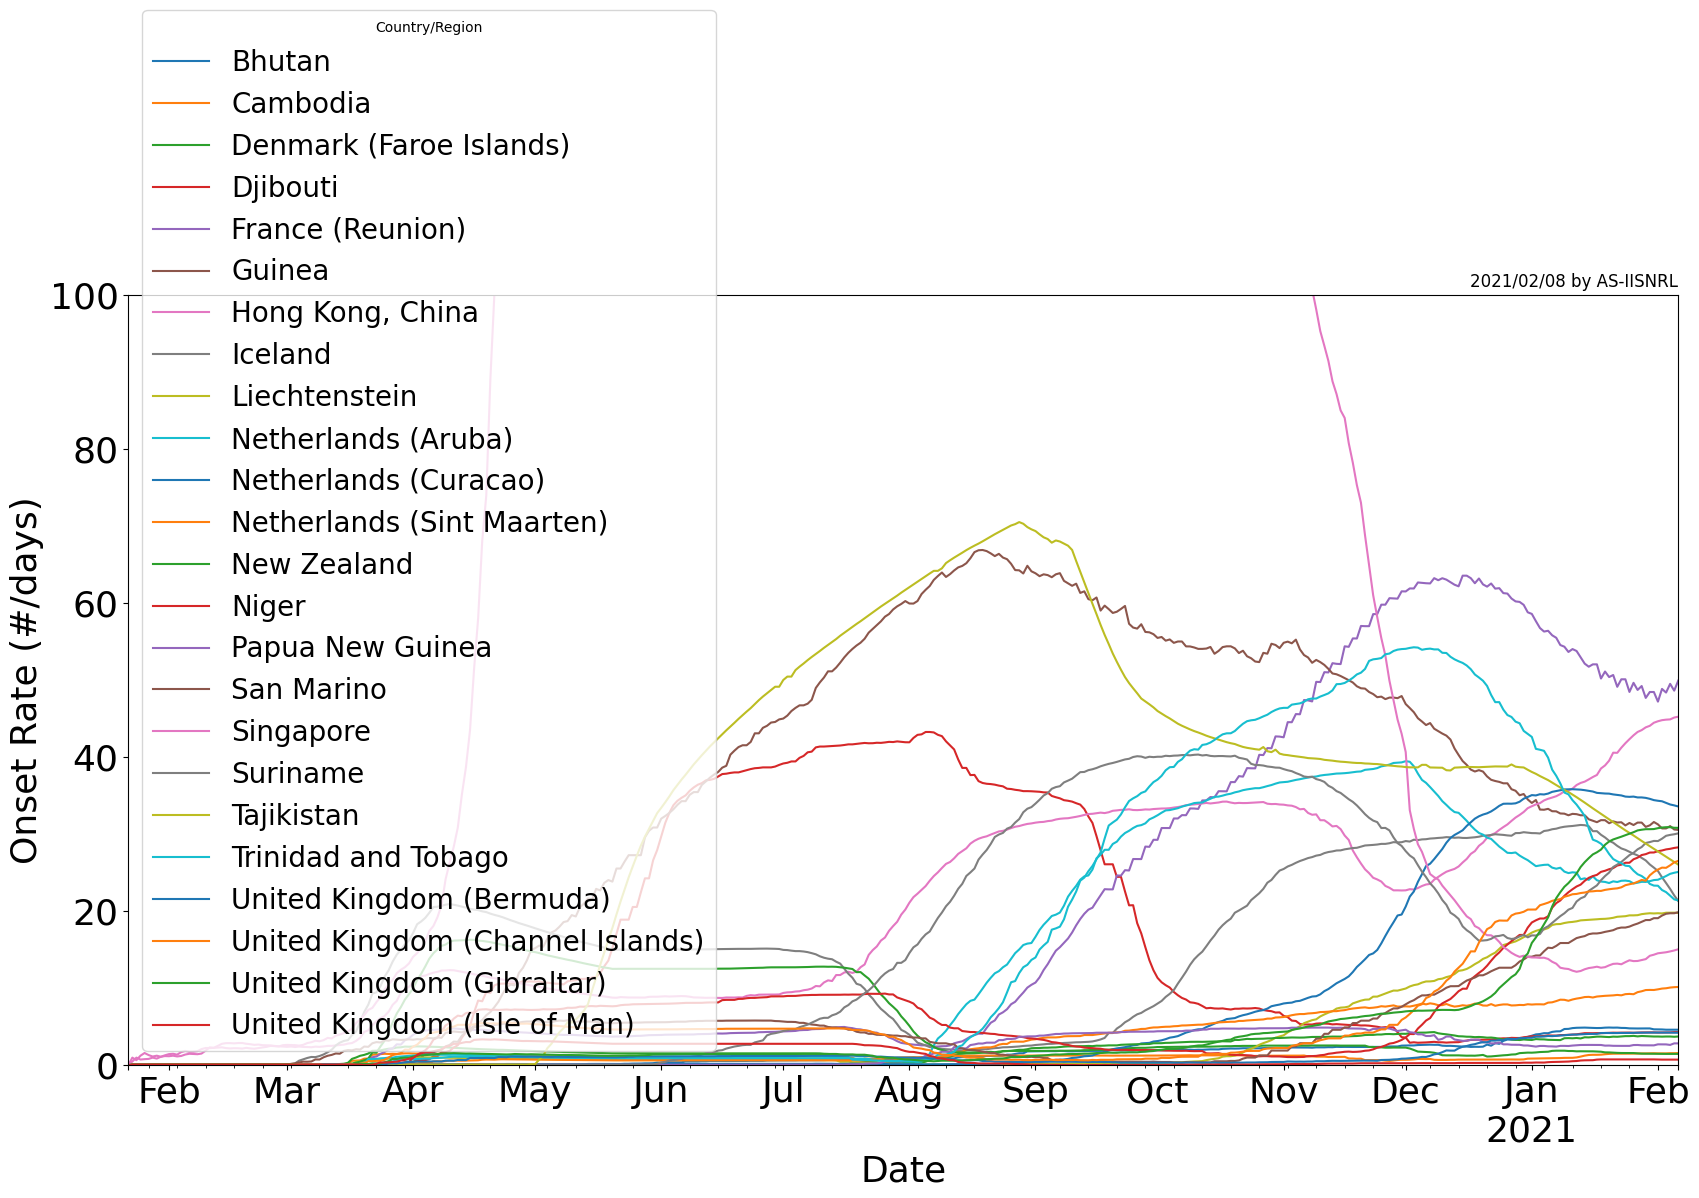 Country/Region
Bhutan
Cambodia
Denmark (Faroe Islands)
Djibouti
France (Reunion)
Guinea
Hong Kong, China
Iceland
Liechtenstein
Netherlands (Aruba)
Netherlands (Curacao)
Netherlands (Sint Maarten)
New Zealand
Niger
Papua New Guinea
San Marino
Singapore
Suriname
Tajikistan
Trinidad and Tobago
United Kingdom (Bermuda)
United Kingdom (Channel Islands)
United Kingdom (Gibraltar)
United Kingdom (Isle of Man)
2021/02/08 by AS-IISNRL
100
80
60
40
20
0
Onset Rate (#/days)
Feb Mar Apr May Jun Jul Aug Sep Oct Nov Dec Jan Feb
2021
Date